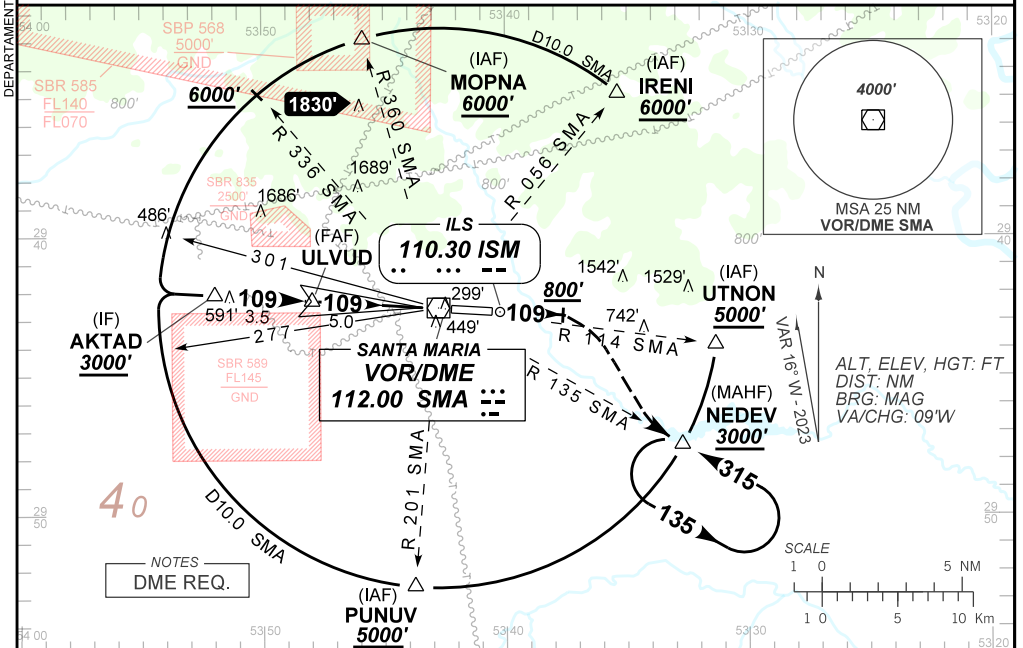 DEPARTAMENT
54 00
53 50
53 40
53 30
53 20
SBP 568
5000'
GND
SBR 585
FL140
FL070
800'
6000'
1830'
(IAF)
MOPNA
6000'
D10.0 SMA
(IAF)
IRENI
6000'
4000'
MSA 25 NM
VOR/DME SMA
R 336 SMA
R 360 SMA
R 056 SMA
1689'
1686'
800'
800'
SBR 835
2500'
GND
486'
301
(FAF)
ULVUD
ILS
110.30 ISM
29
40
29
40
1542'
1529'
(IAF)
UTNON
5000'
N
VAR 16° W - 2023
(IF)
AKTAD
3000'
591'
109
3.5
109
5.0
277
299'
449'
109
800'
742'
R 114 SMA
R 135 SMA
ALT, ELEV, HGT: FT
DIST: NM
BRG: MAG
VA/CHG: 09'W
SBR 589
FL145
GND
SANTA MARIA
VOR/DME
112.00 SMA
(MAHF)
NEDEV
3000'
315
135
R 201 SMA
40
D10.0 SMA
29
50
29
50
NOTES
DME REQ.
(IAF)
PUNUV
5000'
SCALE
1 0 5 NM
1 0 5 10 Km
54 00
53 50
53 40
53 30
53 20